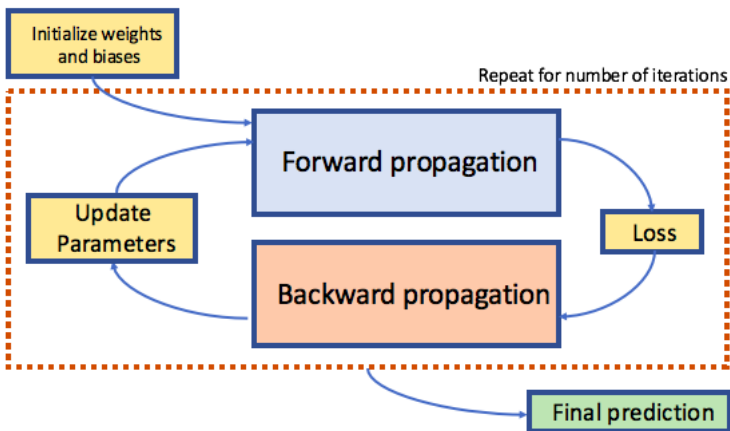 Initialize weights
and biases
Repeat for number of iterations
Forward propagation
Update
Parameters
Loss
Backward propagation
Final prediction